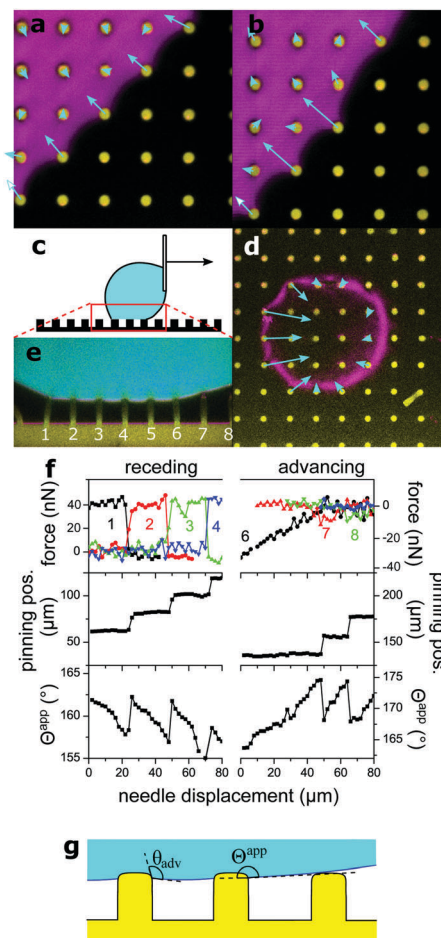 a
b
c
d
e
1 2 3 4 5 6 7 8
f
receding advancing
force (nN)
40
20
0
1 2 3 4
6 7 8
0
-10
-20
-30
force (nN)
pinning pos. (µm)
100
50
200
150
pinning pos. (µm)
Θapp (°)
165
160
155
175
170
165
Θapp (°)
0 20 40 60 80 0 20 40 60 80
needle displacement (µm)
g
θadv
Θapp